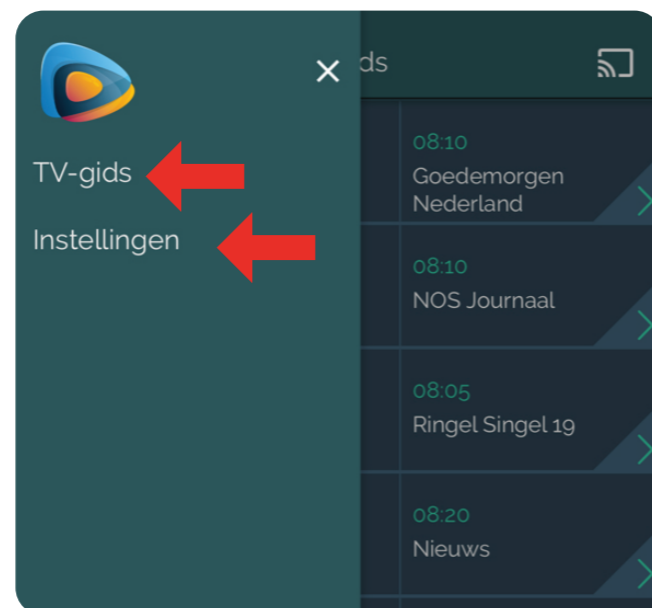 ds
TV-gids
Instellingen
08:10
Goedemorgen
Nederland
08:10
NOS Journaal
08:05
Ringel Singel 19
08:20
Nieuws